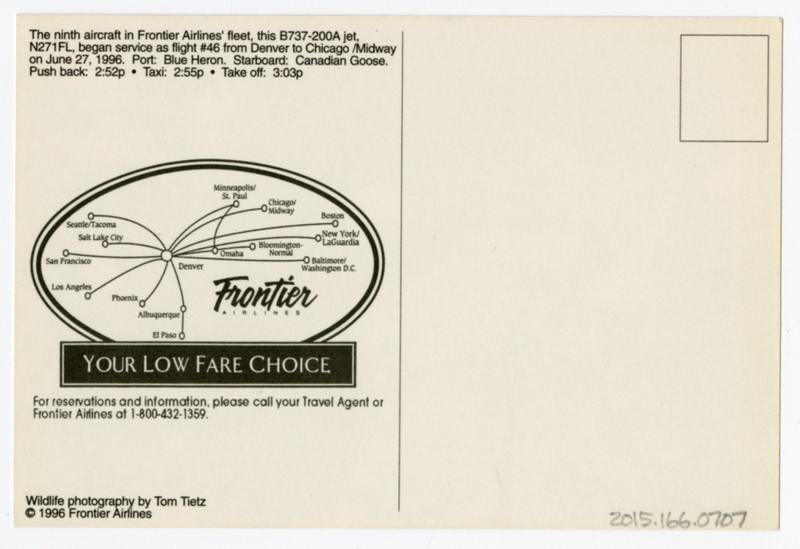 The ninth aircraft in Frontier Airlines' fleet, this B737-200A jet,
N271FL, began service as flight #46 from Denver to Chicago /Midway
on June 27, 1996. Port: Blue Heron. Starboard: Canadian Goose.
Push back: 2:52p • Taxi: 2:55p • Take off: 3:03p
Minneapolis/
St. Paul
Chicago/
Midway
Boston
Seattle/Tacoma
New York/
LaGuardia
Salt Lake City
Bloomington-
Normal
Omaha
San Francisco
Denver
Baltimore/
Washington D.C.
Los Angeles
Phoenix
Albuquerque
El Paso
Frontier
AIRLINES
YOUR LOW FARE CHOICE
For reservations and information, please call your Travel Agent or
Frontier Airlines at 1-800-432-1359.
Wildlife photography by Tom Tietz
© 1996 Frontier Airlines
2015.166.0707